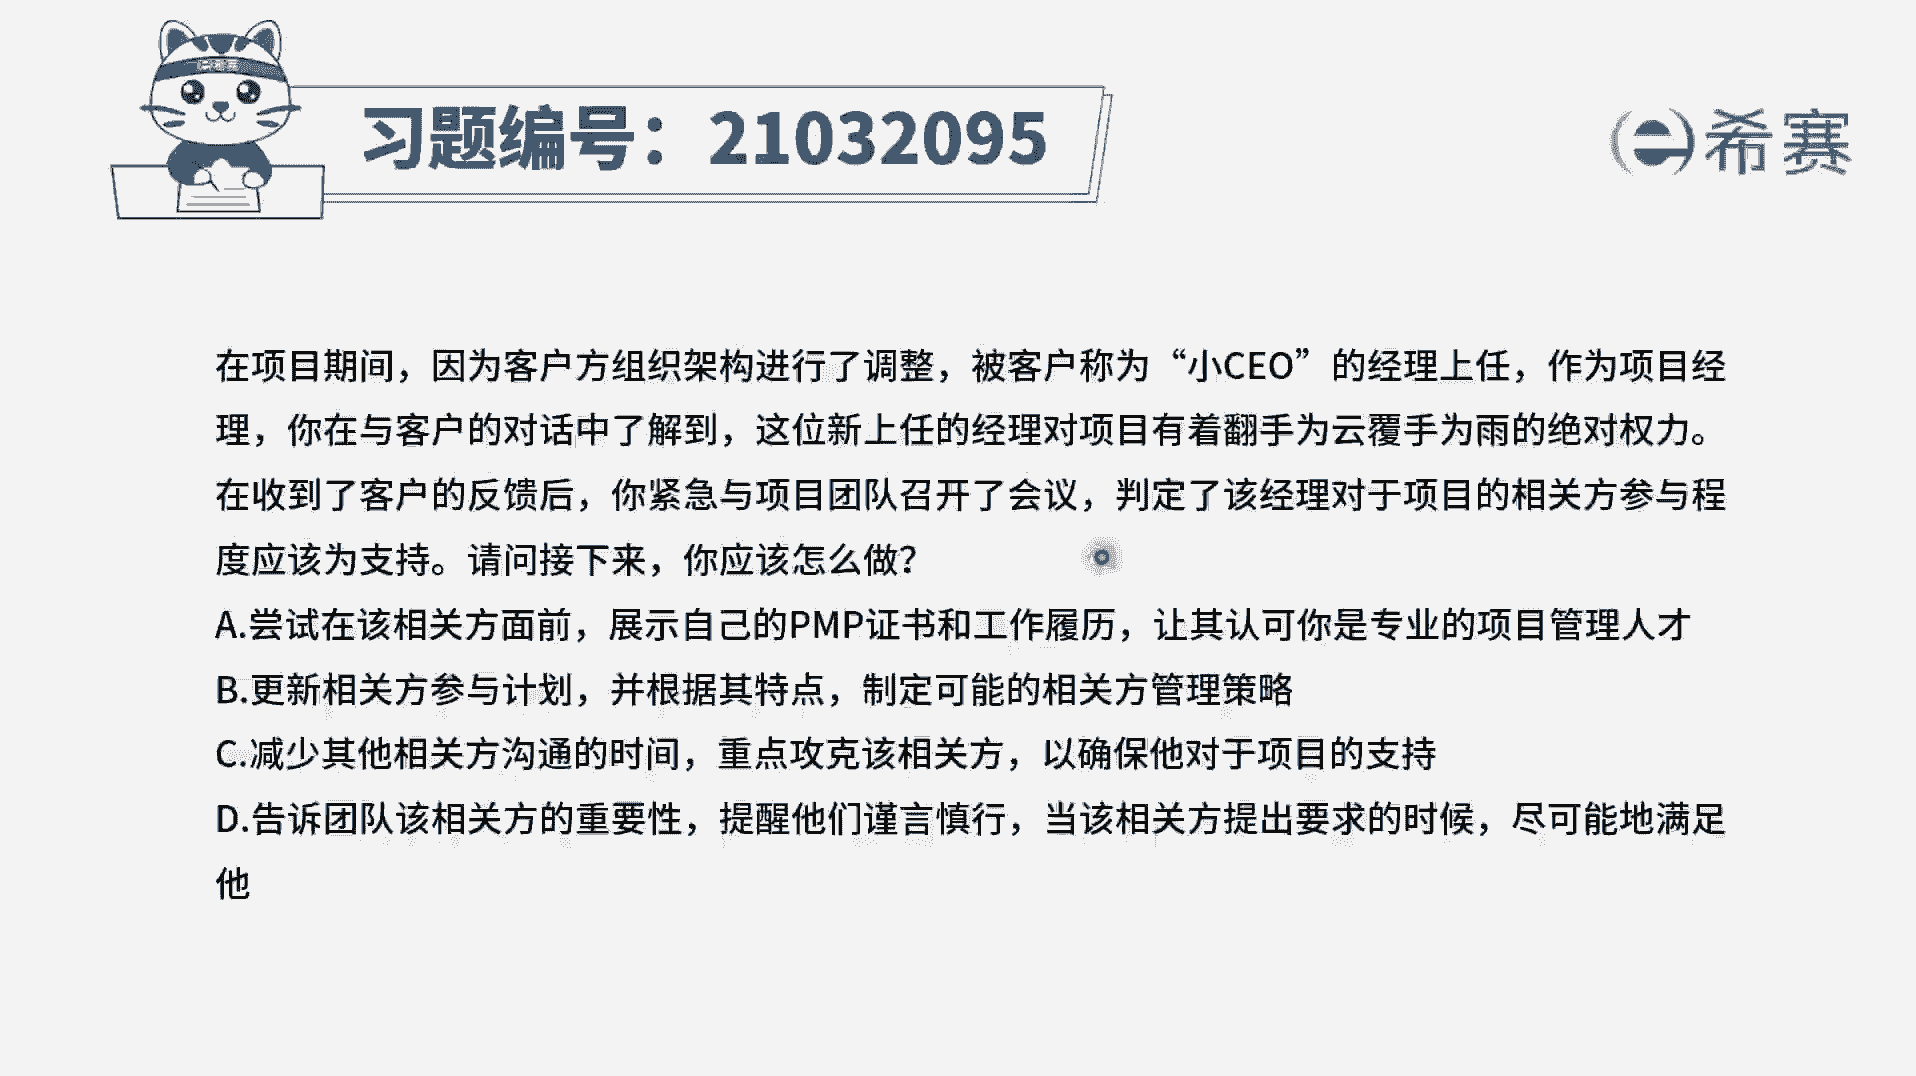 习题编号：21032095
希赛
在项目期间，因为客户方组织架构进行了调整，被客户称为“小CEO”的经理上任，作为项目经
理，你在与客户的对话中了解到，这位新上任的经理对项目有着翻手为云覆手为雨的绝对权力。
在收到了客户的反馈后，你紧急与项目团队召开了会议，判定了该经理对于项目的相关方参与程
度应该为支持。请问接下来，你应该怎么做？
A.尝试在该相关方面前，展示自己的PMP证书和工作履历，让其认可你是专业的项目管理人才
B.更新相关方参与计划，并根据其特点，制定可能的相关方管理策略
C.减少其他相关方沟通的时间，重点攻克该相关方，以确保他对于项目的支持
D.告诉团队该相关方的重要性，提醒他们谨言慎行，当该相关方提出要求的时候，尽可能地满足
他